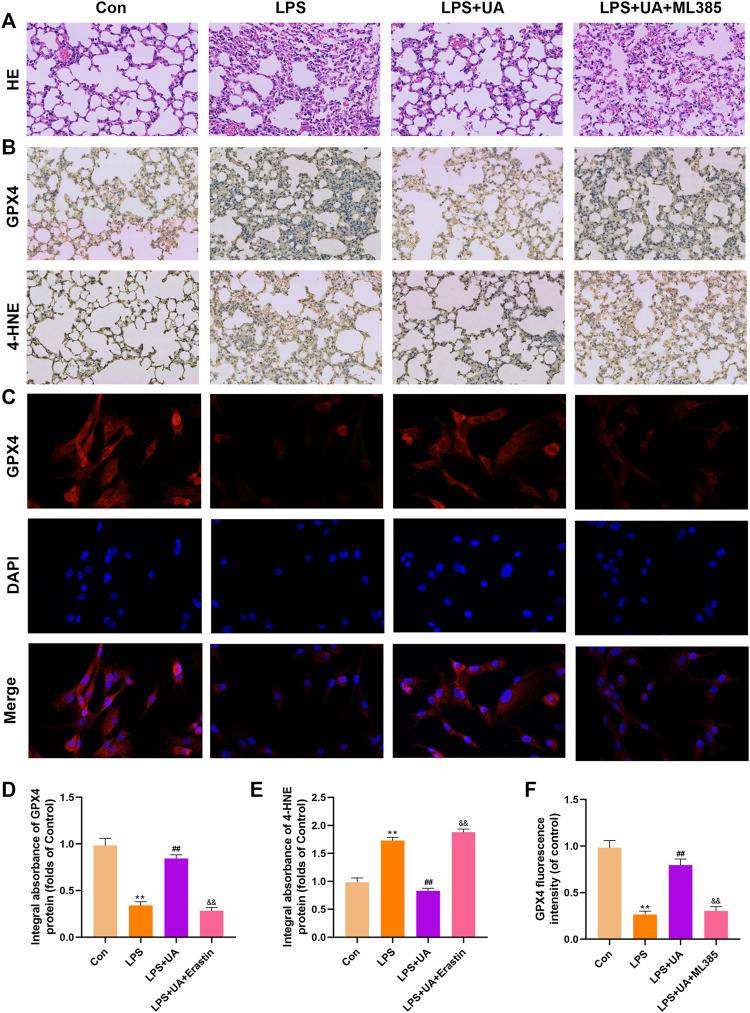 Con LPS LPS+UA LPS+UA+ML385
A
HE
B
GPX4
4-HNE
C
GPX4
DAPI
Merge
D
Integral absorbance of GPX4
protein (folds of Control)
1.5
1.0
0.5
0.0
**
##
&&
Con LPS LPS+UA LPS+UA+Erastin
E
Integral absorbance of 4-HNE
protein (folds of Control)
2.5
2.0
1.5
1.0
0.5
0.0
**
##
&&
Con LPS LPS+UA LPS+UA+Erastin
F
GPX4 fluorescence
intensity (of control)
1.5
1.0
0.5
0.0
**
##
&&
Con LPS LPS+UA LPS+UA+ML385